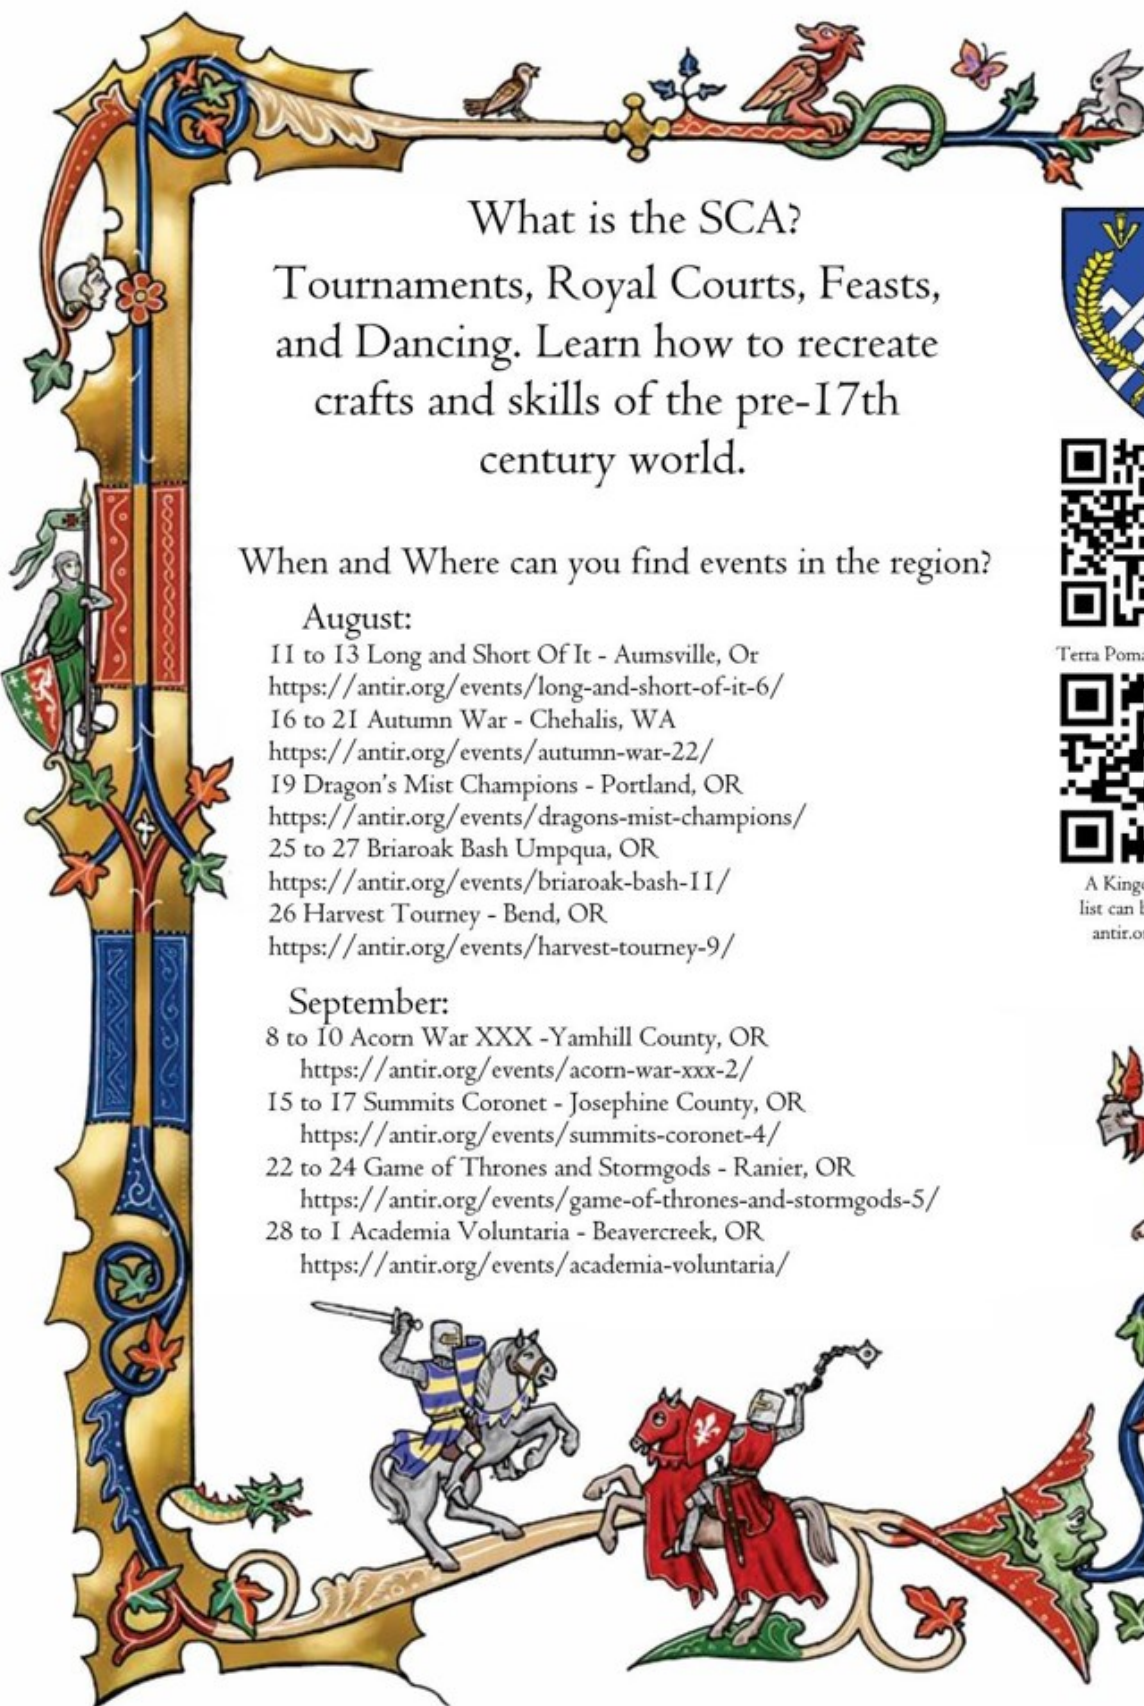 What is the SCA?
Tournaments, Royal Courts, Feasts,
and Dancing. Learn how to recreate
crafts and skills of the pre-17th
century world.
When and Where can you find events in the region?
August:
11 to 13 Long and Short Of It - Aumsville, Or
https://antir.org/events/long-and-short-of-it-6/
16 to 21 Autumn War - Chehalis, WA
https://antir.org/events/autumn-war-22/
19 Dragon's Mist Champions - Portland, OR
https://antir.org/events/dragons-mist-champions/
25 to 27 Briaroak Bash Umpqua, OR
https://antir.org/events/briaroak-bash-11/
26 Harvest Tourney - Bend, OR
https://antir.org/events/harvest-tourney-9/
September:
8 to 10 Acorn War XXX -Yamhill County, OR
https://antir.org/events/acorn-war-xxx-2/
15 to 17 Summits Coronet - Josephine County, OR
https://antir.org/events/summits-coronet-4/
22 to 24 Game of Thrones and Stormgods - Ranier, OR
https://antir.org/events/game-of-thrones-and-stormgods-5/
28 to 1 Academia Voluntaria - Beavercreek, OR
https://antir.org/events/academia-voluntaria/
Terra
A
list can